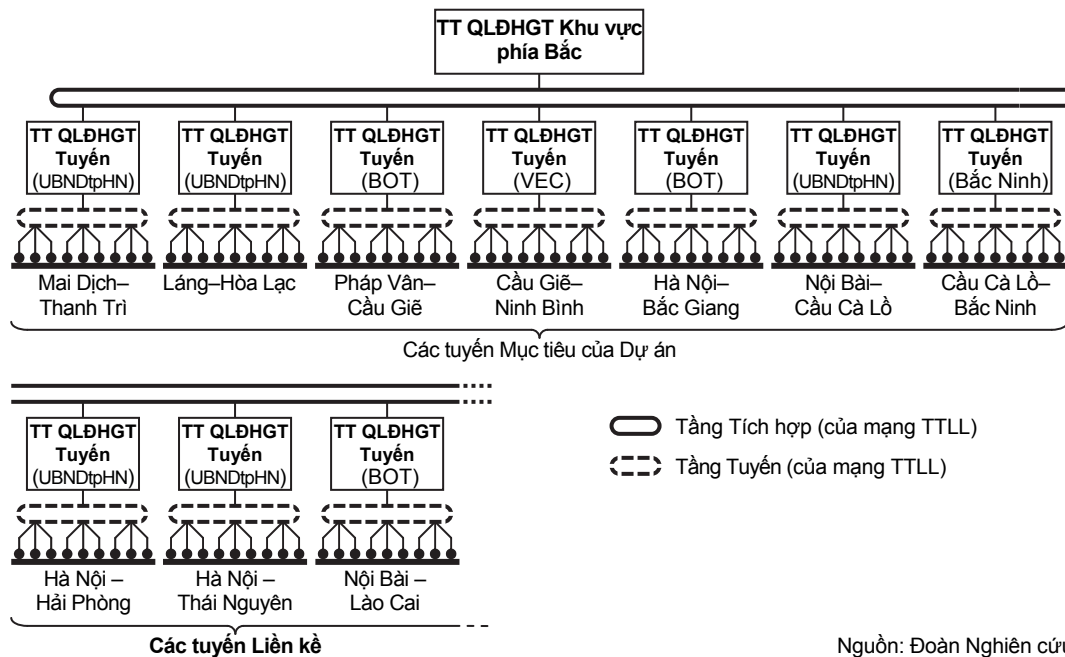 TT QLĐHGT Khu vực
phía Bắc
TT QLĐHGT
Tuyến
(UBNDtpHN)
TT QLĐHGT
Tuyến
(UBNDtpHN)
TT QLĐHGT
Tuyến
(BOT)
TT QLĐHGT
Tuyến
(VEC)
TT QLĐHGT
Tuyến
(BOT)
TT QLĐHGT
Tuyến
(UBNDtpHN)
TT QLĐHGT
Tuyến
(Bắc Ninh)
Mai Dịch–
Thanh Trì
Láng–Hòa Lạc
Pháp Vân–
Cầu Giẽ
Cầu Giẽ–
Ninh Bình
Hà Nội–
Bắc Giang
Nội Bài–
Cầu Cà Lồ
Cầu Cà Lồ–
Bắc Ninh
Các tuyến Mục tiêu của Dự án
TT QLĐHGT
Tuyến
(UBNDtpHN)
TT QLĐHGT
Tuyến
(UBNDtpHN)
TT QLĐHGT
Tuyến
(BOT)
Tầng Tích hợp (của mạng TTLL)
Tầng Tuyến (của mạng TTLL)
Hà Nội –
Hải Phòng
Hà Nội –
Thái Nguyên
Nội Bài –
Lào Cai
Các tuyến Liền kề
Nguồn: Đoàn Nghiên cứu